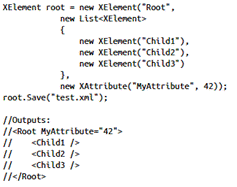 XElement root = new XElement("Root",
new List<XElement>
{
new XElement("Child1"),
new XElement("Child2"),
new XElement("Child3")
},
new XAttribute("MyAttribute", 42));
root.Save("test.xml");
//Outputs:
//<Root MyAttribute="42">
//    <Child1 />
//    <Child2 />
//    <Child3 />
//</Root>